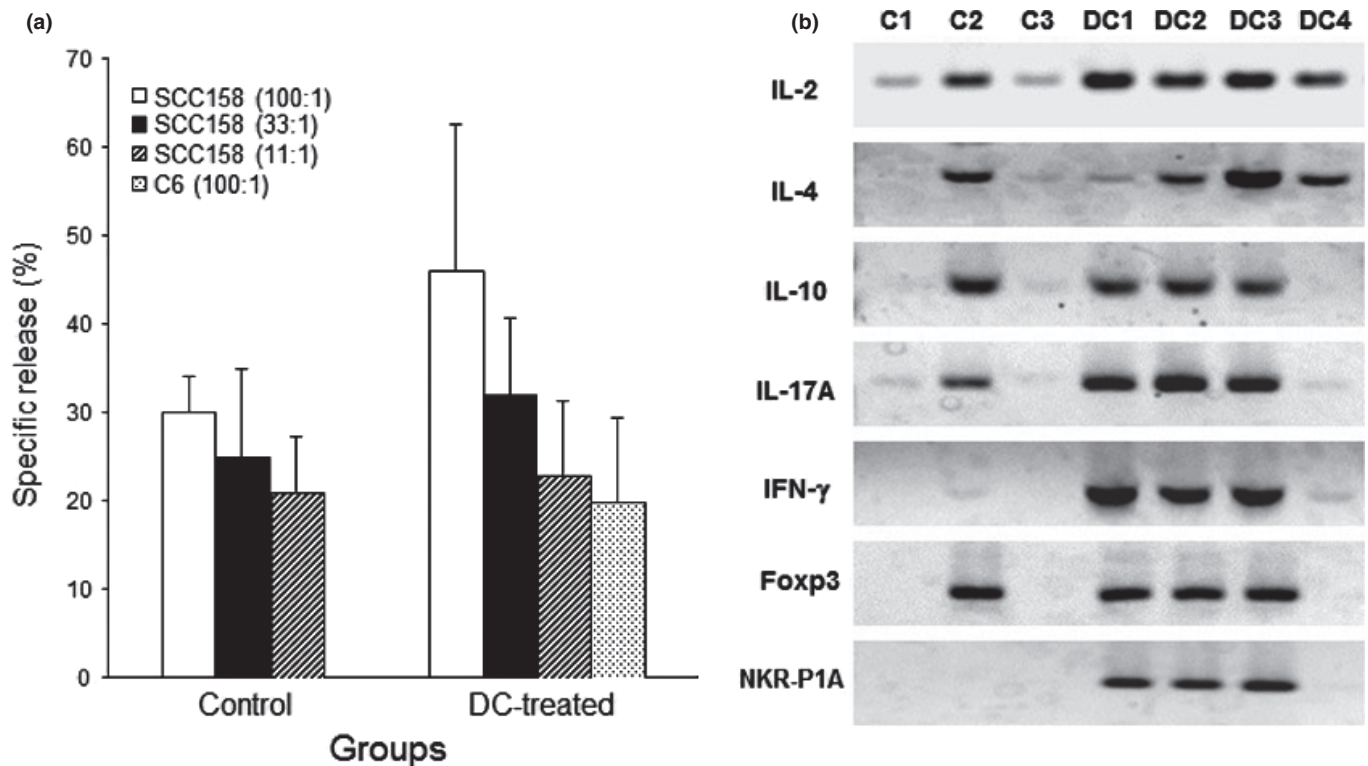 (a)
70
60
50
40
30
20
10
0
Specific release (%)
SCC158 (100:1)
SCC158 (33:1)
SCC158 (11:1)
C6 (100:1)
Control DC-treated
Groups
(b)
C1 C2 C3 DC1 DC2 DC3 DC4
IL-2
IL-4
IL-10
IL-17A
IFN-γ
Foxp3
NKR-P1A